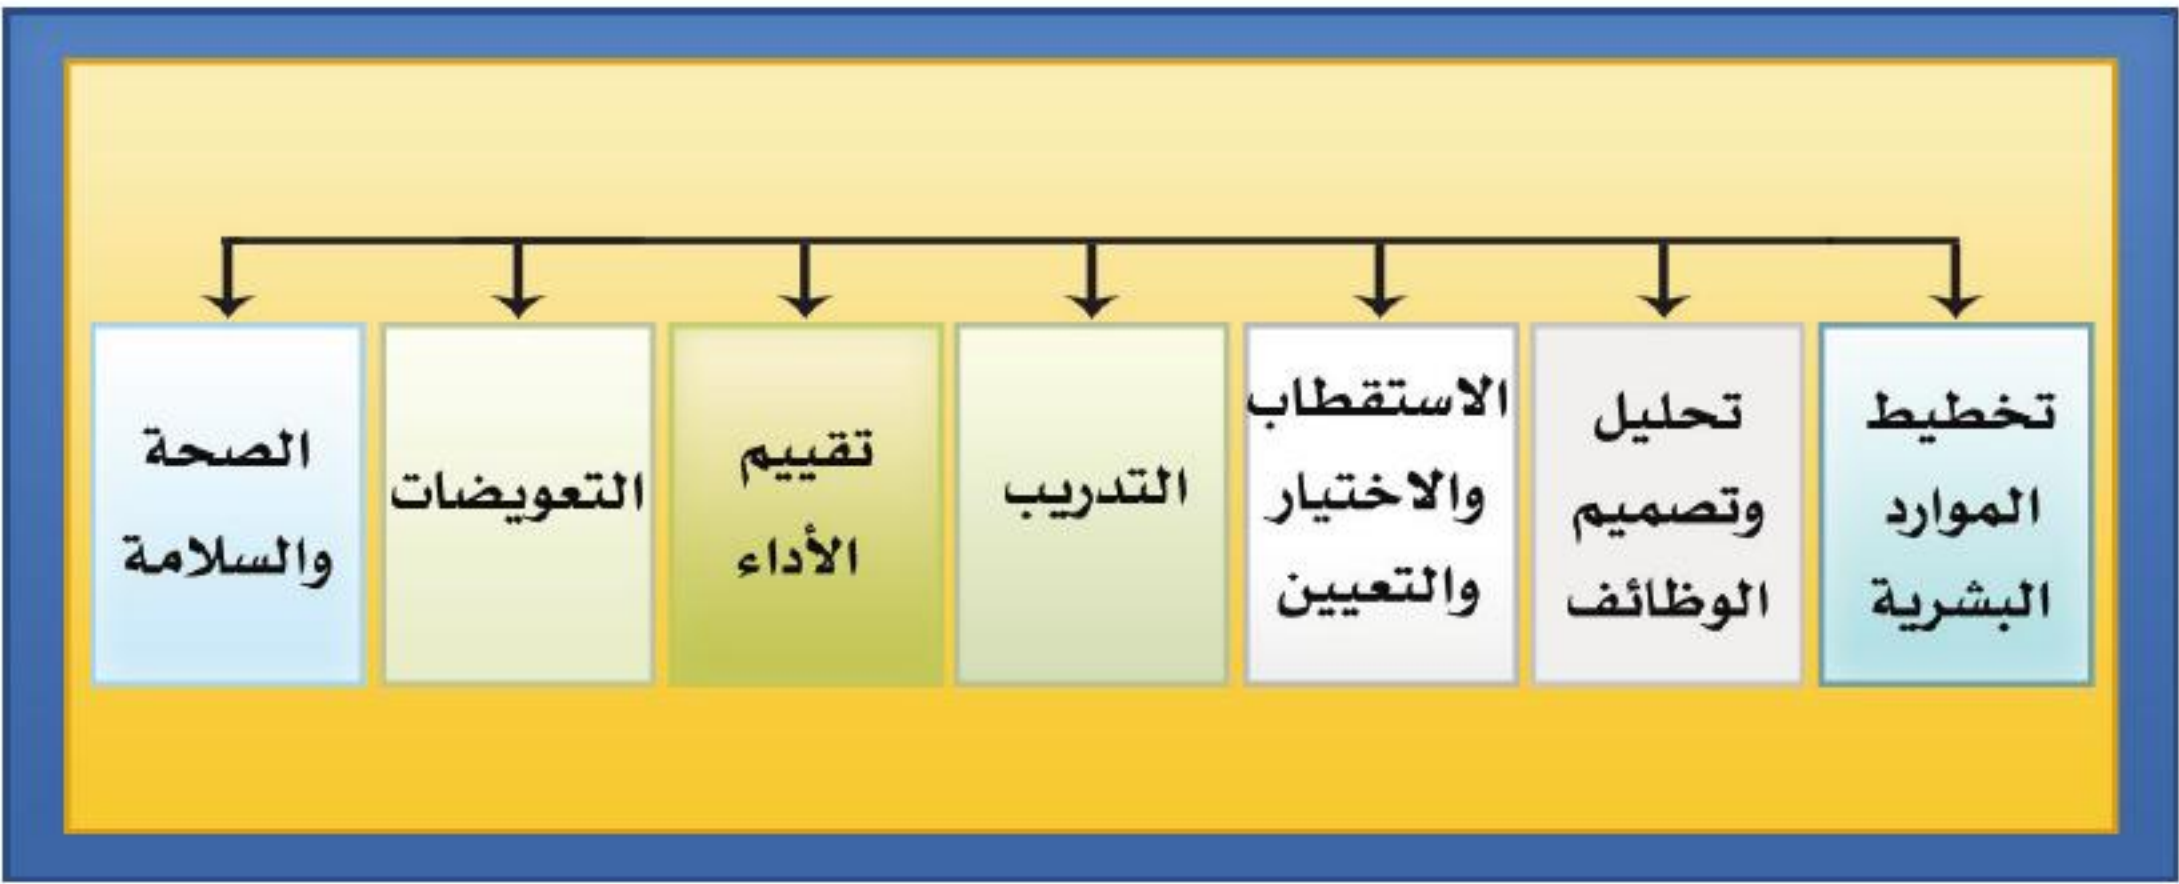 تخطيط
الموارد
البشرية
تحليل
وتصميم
الوظائف
الاستقطاب
والاختيار
والتعيين
التدريب
تقييم
الأداء
التعويضات
الصحة
والسلامة